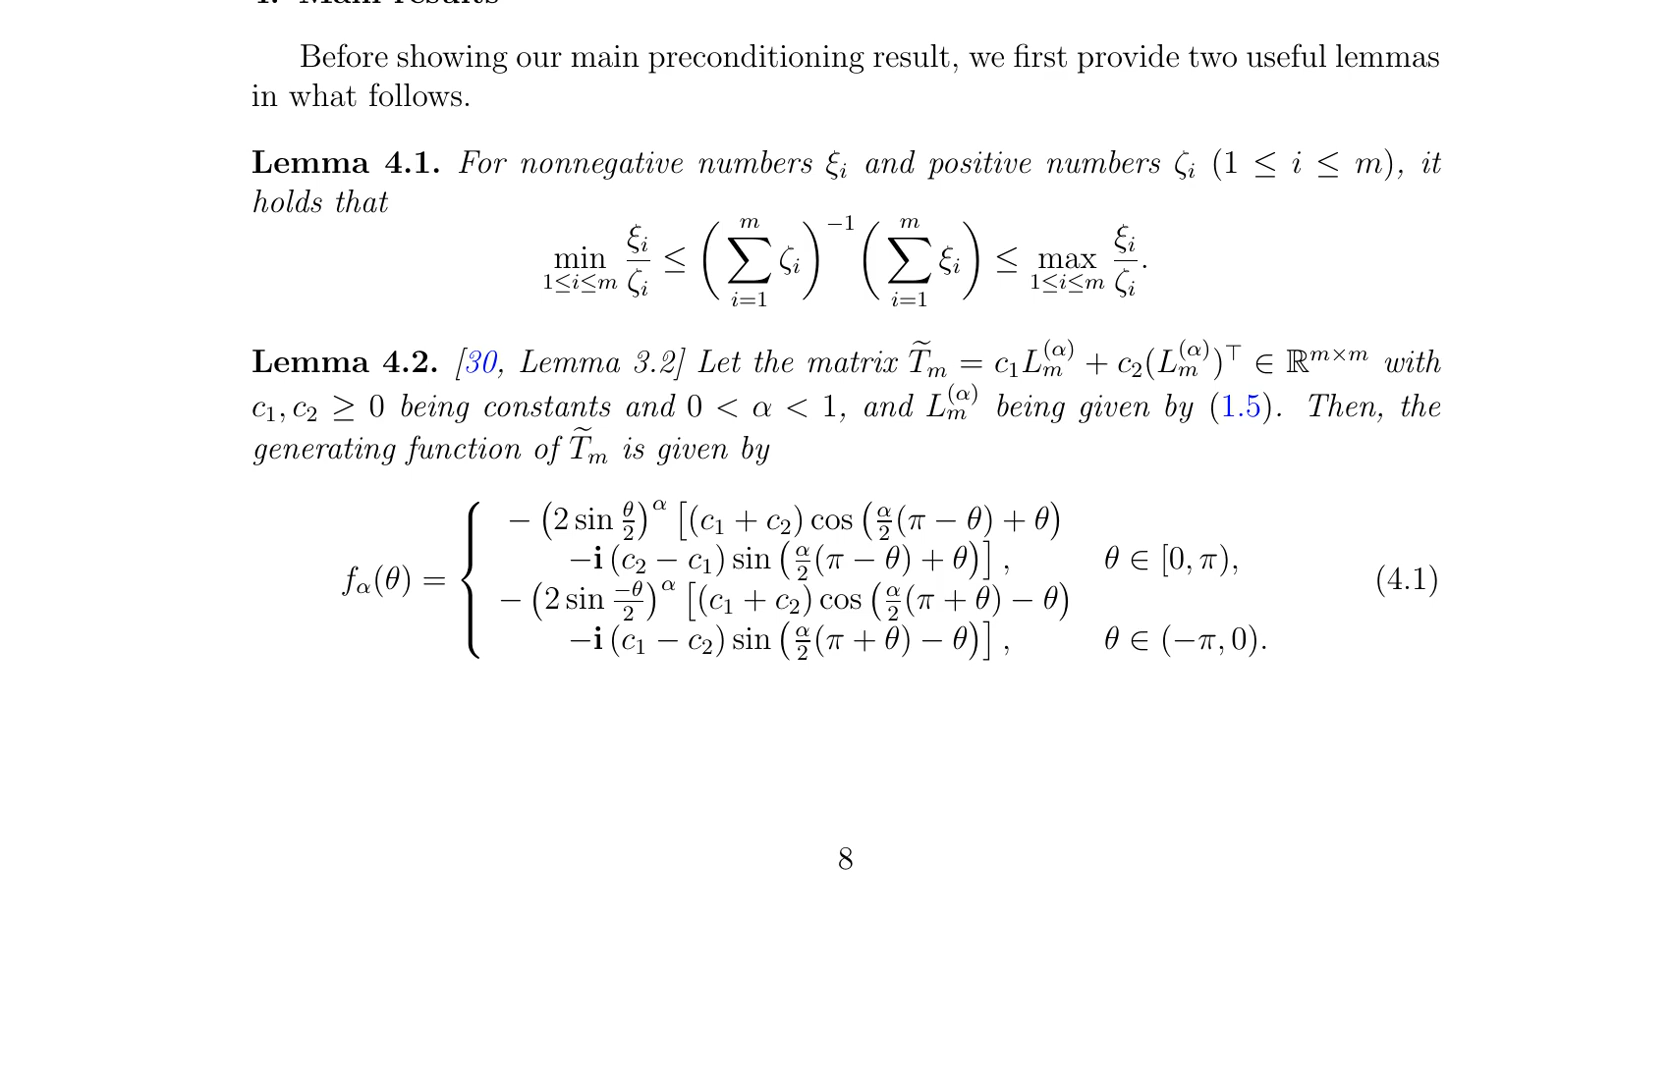 4. Main results
Before showing our main preconditioning result, we first provide two useful lemmas
in what follows.
Lemma 4.1. For nonnegative numbers ξ_i and positive numbers ζ_i (1 ≤ i ≤ m), it
holds that
min_{1≤i≤m} ξ_i/ζ_i ≤ (∑_{i=1}^{m} ζ_i)^{−1} (∑_{i=1}^{m} ξ_i) ≤ max_{1≤i≤m} ξ_i/ζ_i.
Lemma 4.2. [30, Lemma 3.2] Let the matrix T̃_m = c_1 L_m^{(α)} + c_2 (L_m^{(α)})^⊤ ∈ ℝ^{m×m} with
c_1, c_2 ≥ 0 being constants and 0 < α < 1, and L_m^{(α)} being given by (1.5). Then, the
generating function of T̃_m is given by
f_α(θ) = { − (2 sin θ/2)^α [(c_1 + c_2) cos (α/2(π − θ) + θ)
−i (c_2 − c_1) sin (α/2(π − θ) + θ)] , θ ∈ [0, π),
− (2 sin −θ/2)^α [(c_1 + c_2) cos (α/2(π + θ) − θ)
−i (c_1 − c_2) sin (α/2(π + θ) − θ)] , θ ∈ (−π, 0).
(4.1)
8